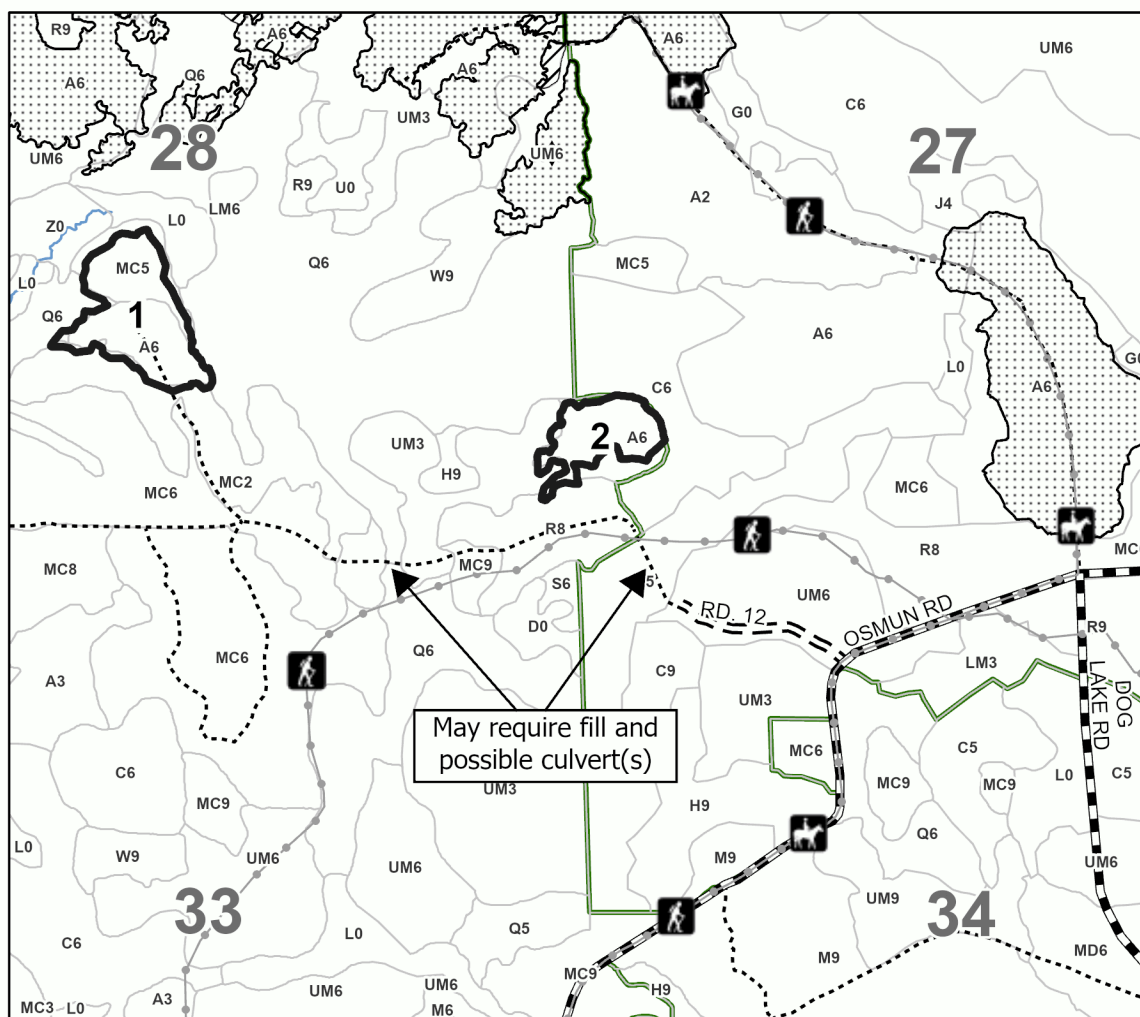 R9
A6
A6
UM6
A6
Q6
A6
A6
UM3
G0
C6
28
27
UM6
UM6
R9
U0
A2
J4
LM6
L0
Z0
MC5
Q6
W9
MC5
L0
Q6
1
A6
A6
L0
G0
A6
C6
2
A6
UM3
H9
MC6
MC2
MC6
R8
R8
MC
MC8
MC9
S6
5
UM6
RD. 12
OSMUN RD
D0
R9
Q6
MC6
A3
C9
LM3
UM3
DOG
LAKE RD
May require fill and
possible culvert(s)
MC6
C5
C6
L0
C5
MC9
UM3
MC9
MC9
H9
Q6
L0
W9
UM6
UM6
M9
UM6
33
UM9
34
Q5
L0
C6
MD6
M9
MC9
UM6
UM6
H9
A3
MC3
L0
M6